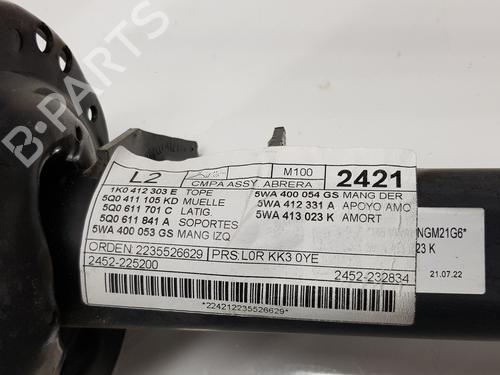 B-PARTS
L2
M100
2421
CMPA ASSY ABRERA
1K0 412 303 E TOPE
5Q0 411 105 KD MUELLE
5Q0 611 701 C LATIG.
5Q0 611 841 A SOPORTES
5WA 400 053 GS MANG IZQ
5WA 400 054 GS MANG DER
5WA 412 331 A APOYO AMO
5WA 413 023 K AMORT
ORDEN 2235526629
PRS:L0R KK3 0YE
2452-225200
2452-232834
*224212235526629*
NGM21G6*
23 K
21.07.22